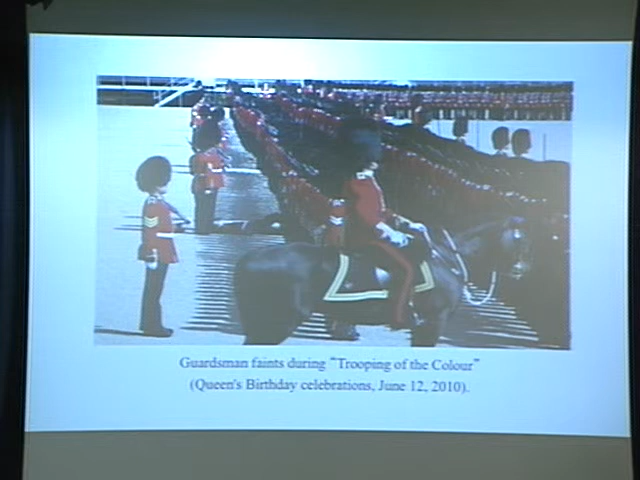 Guardsman faints during "Trooping of the Colour"
(Queen's Birthday celebrations, June 12, 2010).